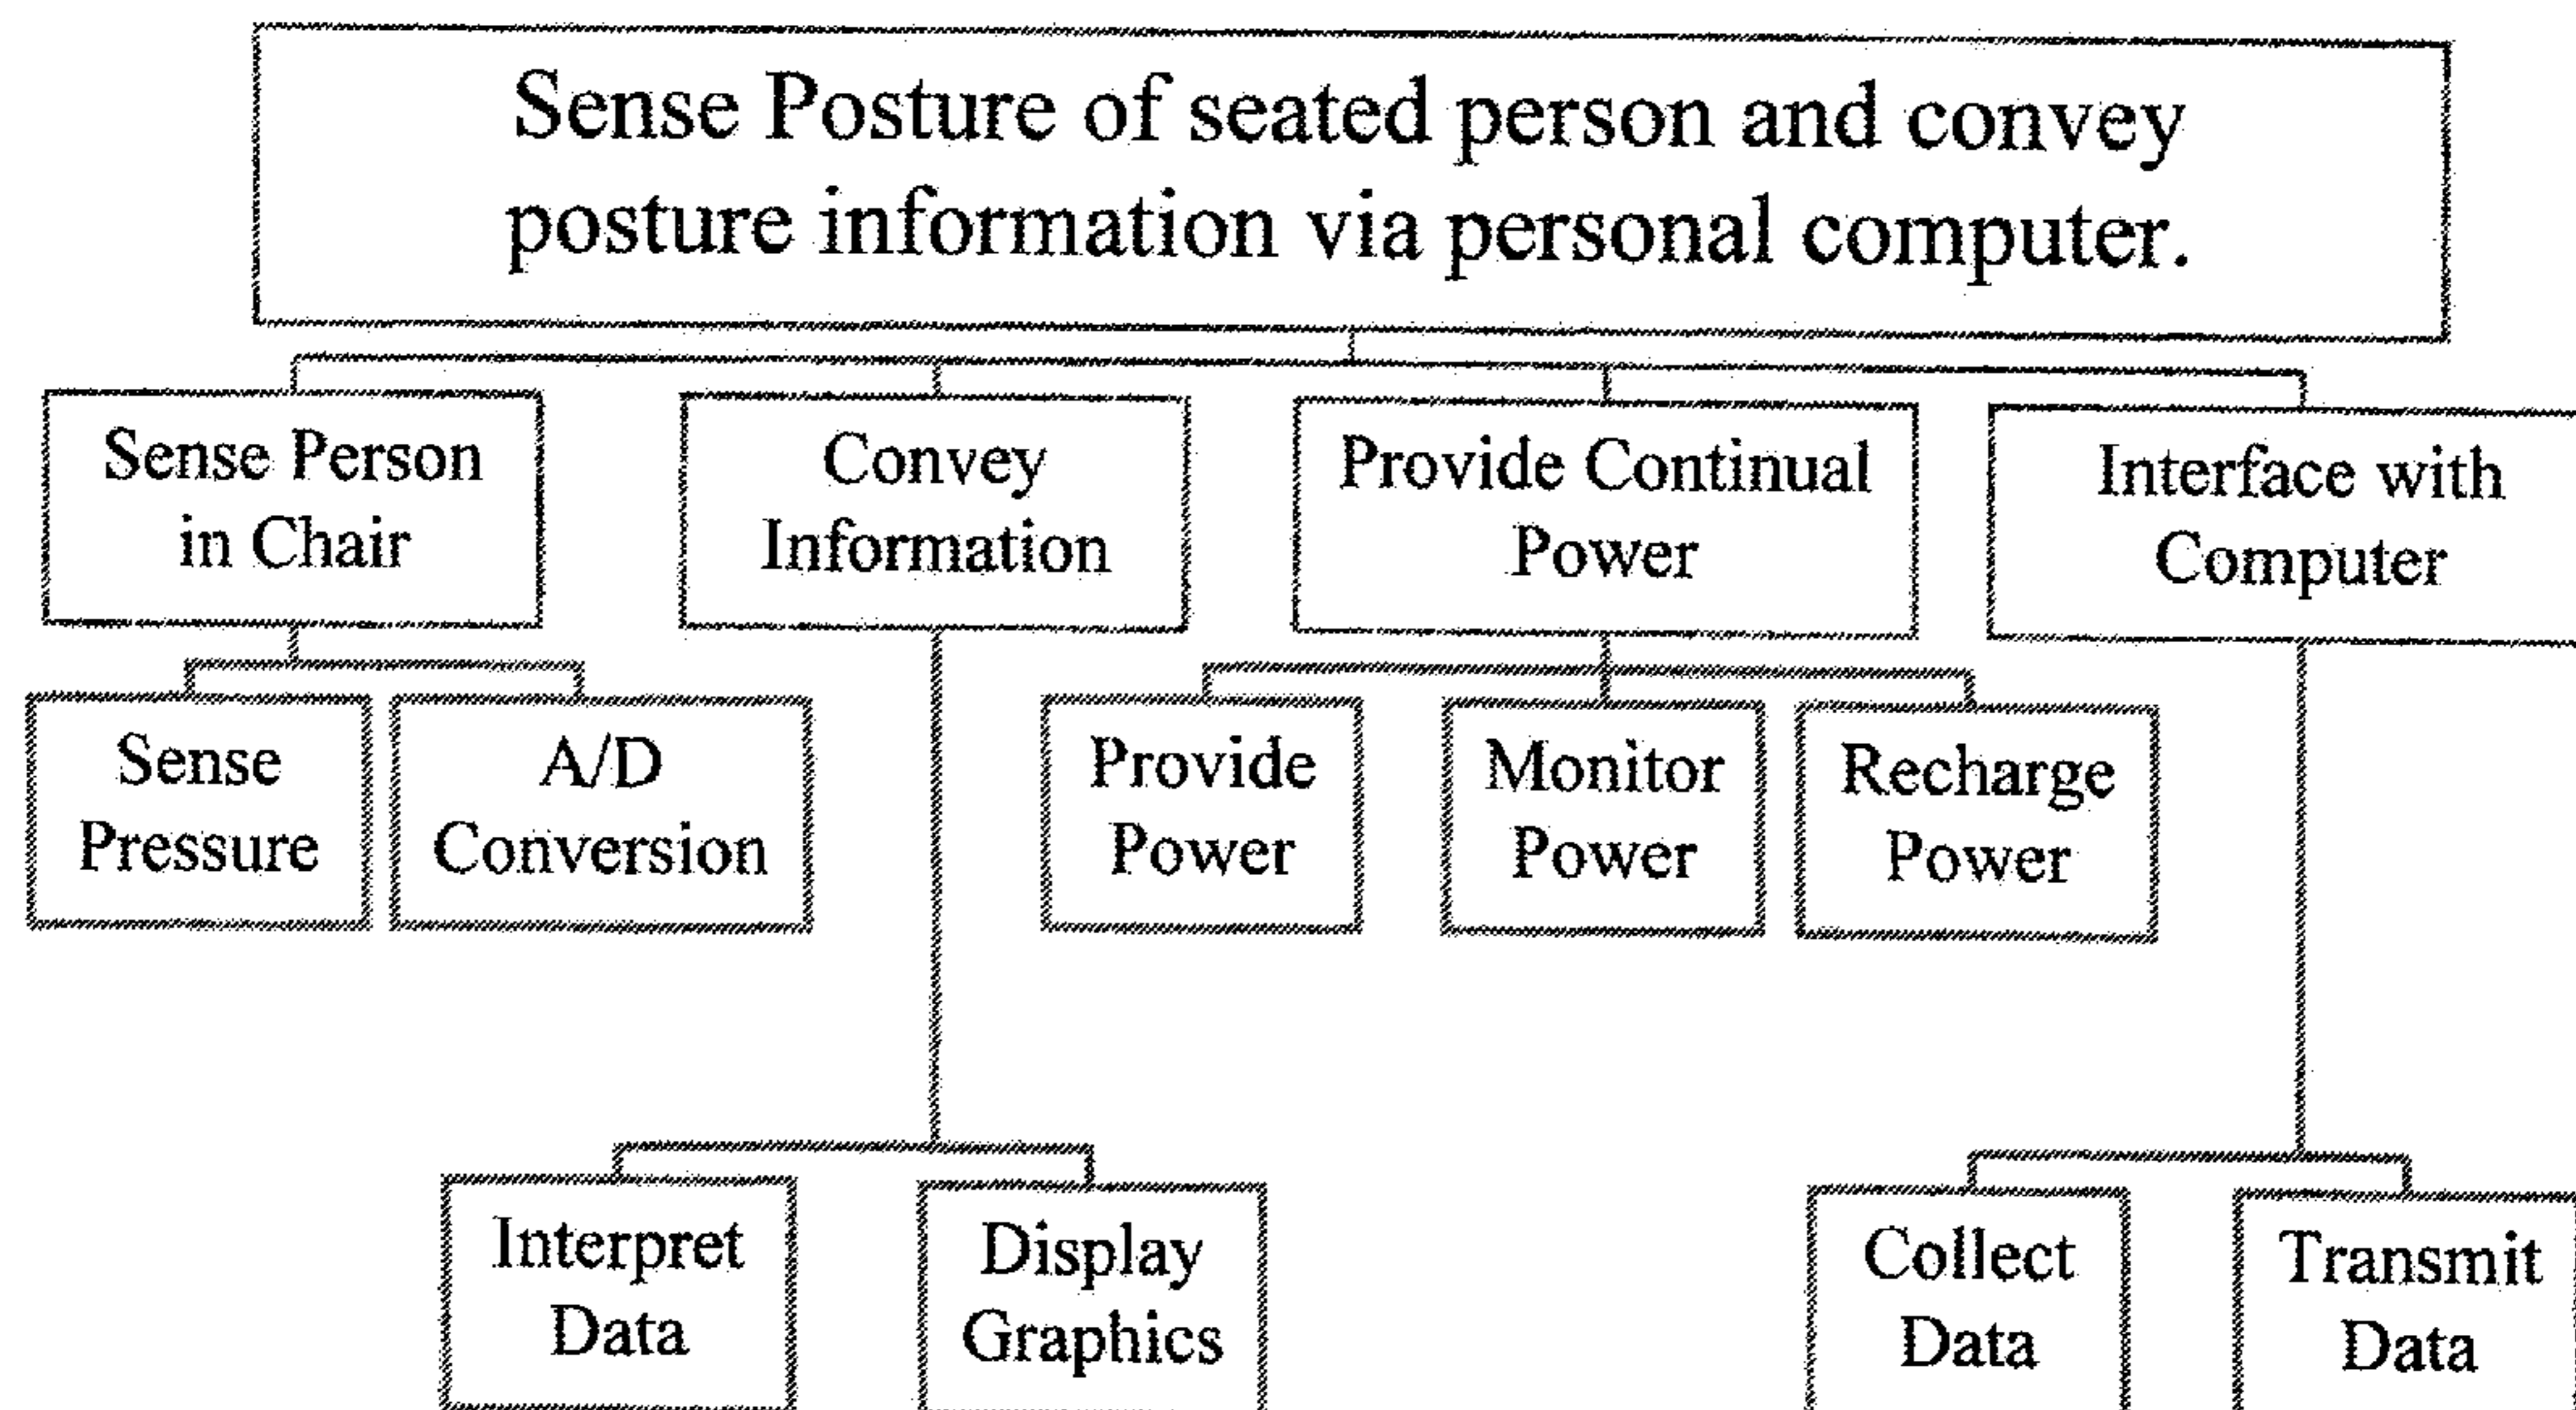 Sense Posture of seated person and convey
posture information via personal computer.
Sense Person
in Chair
Convey
Information
Provide Continual
Power
Interface with
Computer
Sense
Pressure
A/D
Conversion
Provide
Power
Monitor
Power
Recharge
Power
Interpret
Data
Display
Graphics
Collect
Data
Transmit
Data